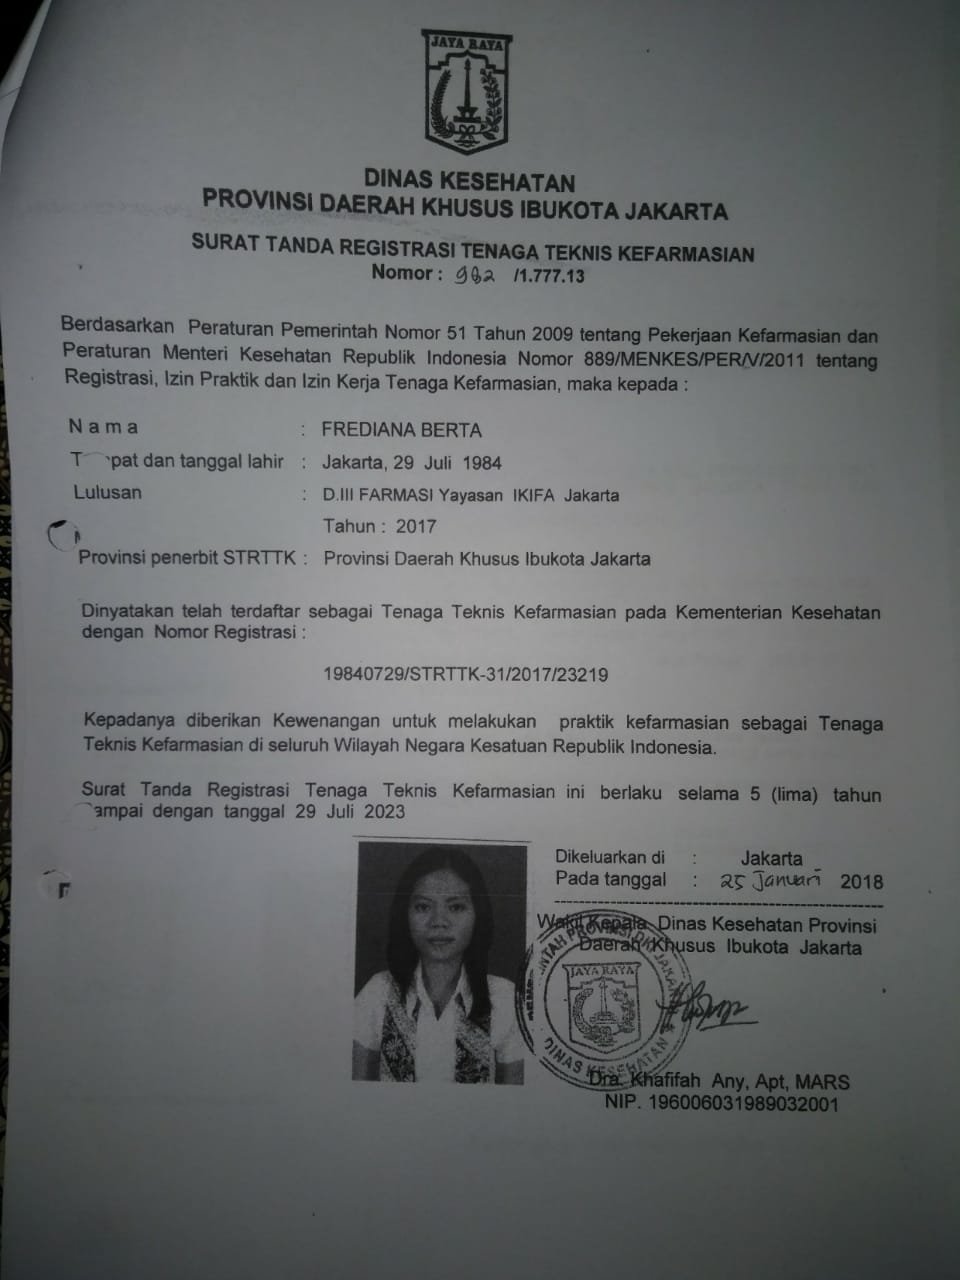 JAYA RAYA
DINAS KESEHATAN
PROVINSI DAERAH KHUSUS IBUKOTA JAKARTA
SURAT TANDA REGISTRASI TENAGA TEKNIS KEFARMASIAN
Nomor : 982 /1.777.13
Berdasarkan Peraturan Pemerintah Nomor 51 Tahun 2009 tentang Pekerjaan Kefarmasian dan
Peraturan Menteri Kesehatan Republik Indonesia Nomor 889/MENKES/PER/V/2011 tentang
Registrasi, Izin Praktik dan Izin Kerja Tenaga Kefarmasian, maka kepada :
N a m a : FREDIANA BERTA
T pat dan tanggal lahir : Jakarta, 29 Juli 1984
Lulusan : D.III FARMASI Yayasan IKIFA Jakarta
Tahun : 2017
Provinsi penerbit STRTTK : Provinsi Daerah Khusus Ibukota Jakarta
Dinyatakan telah terdaftar sebagai Tenaga Teknis Kefarmasian pada Kementerian Kesehatan
dengan Nomor Registrasi :
19840729/STRTTK-31/2017/23219
Kepadanya diberikan Kewenangan untuk melakukan praktik kefarmasian sebagai Tenaga
Teknis Kefarmasian di seluruh Wilayah Negara Kesatuan Republik Indonesia.
Surat Tanda Registrasi Tenaga Teknis Kefarmasian ini berlaku selama 5 (lima) tahun
ampai dengan tanggal 29 Juli 2023
Dikeluarkan di : Jakarta
Pada tanggal : 25 Januari 2018
Wakil Kepala Dinas Kesehatan Provinsi
Daerah Khusus Ibukota Jakarta
JAYA RAYA
DINAS KESEHATAN
Dra. Khafifah Any, Apt, MARS
NIP. 196006031989032001